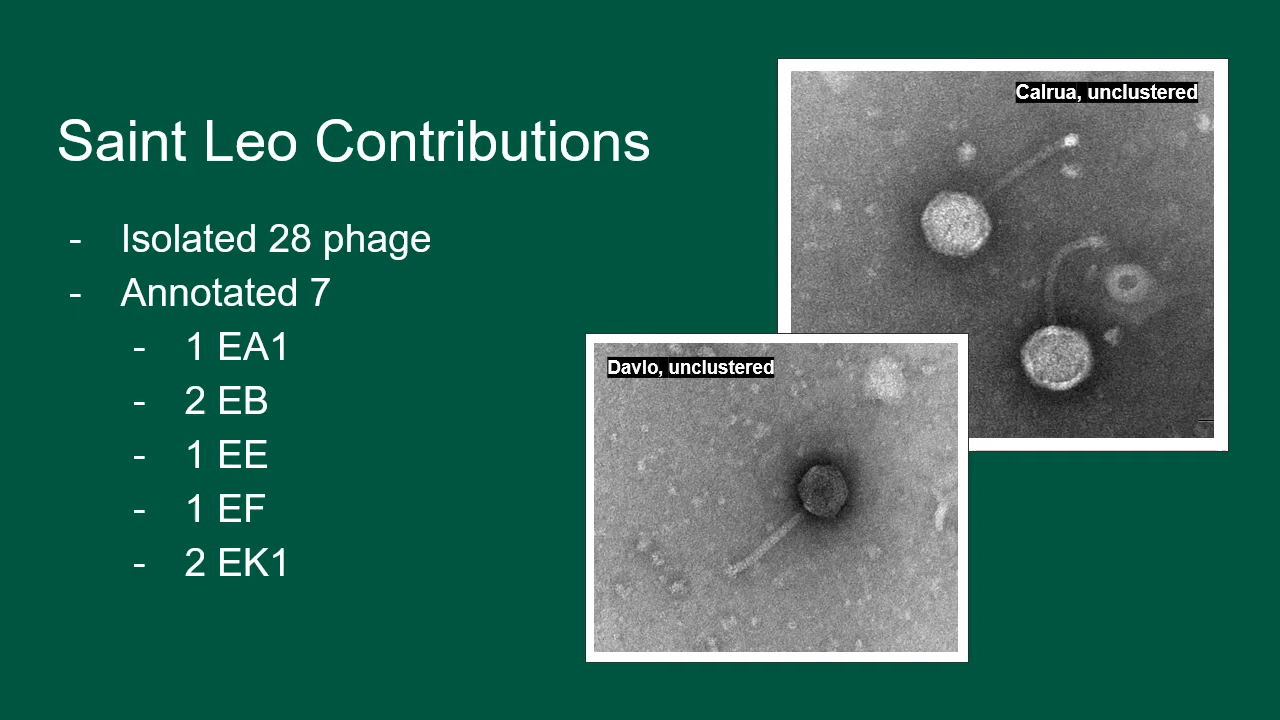 Saint Leo Contributions
- Isolated 28 phage
- Annotated 7
- 1 EA1
- 2 EB
- 1 EE
- 1 EF
- 2 EK1
Calrua, unclustered
Davlo, unclustered